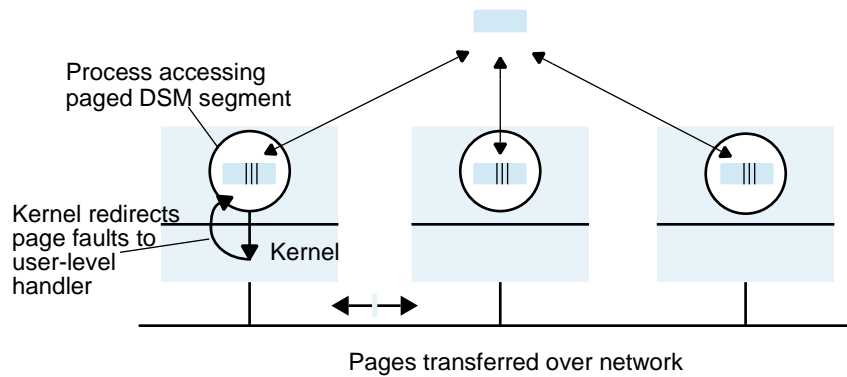 Process accessing
paged DSM segment
Kernel redirects
page faults to
user-level
handler
Kernel
Pages transferred over network